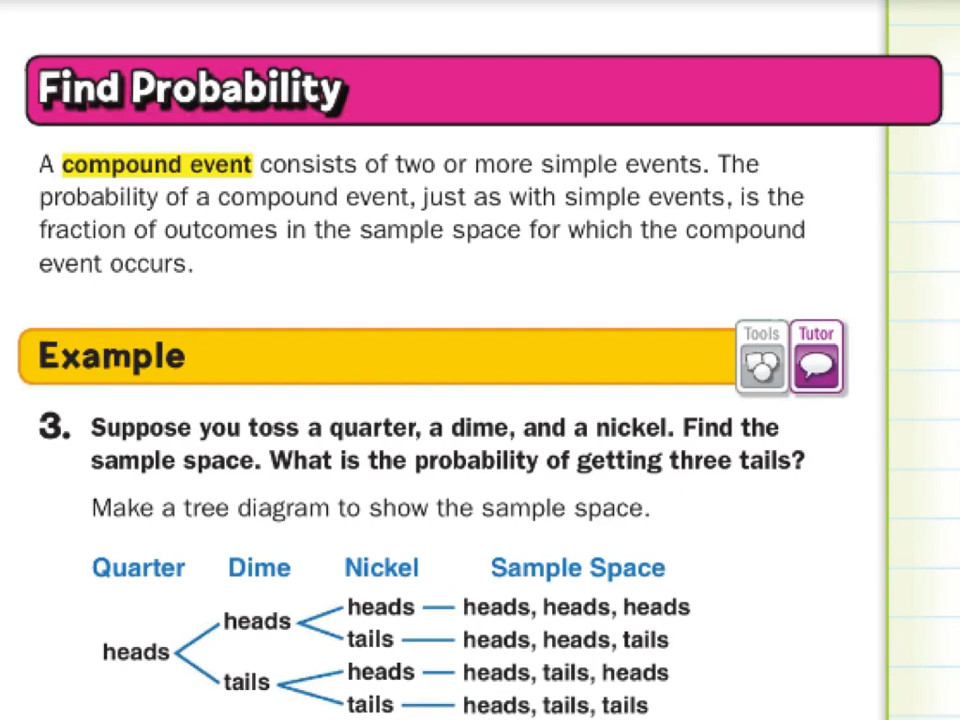 Find Probability
A compound event consists of two or more simple events. The
probability of a compound event, just as with simple events, is the
fraction of outcomes in the sample space for which the compound
event occurs.
Example
Tools Tutor
3. Suppose you toss a quarter, a dime, and a nickel. Find the
sample space. What is the probability of getting three tails?
Make a tree diagram to show the sample space.
Quarter Dime Nickel Sample Space
heads heads, heads, heads
heads
tails heads, heads, tails
heads
heads heads, tails, heads
tails
tails heads, tails, tails